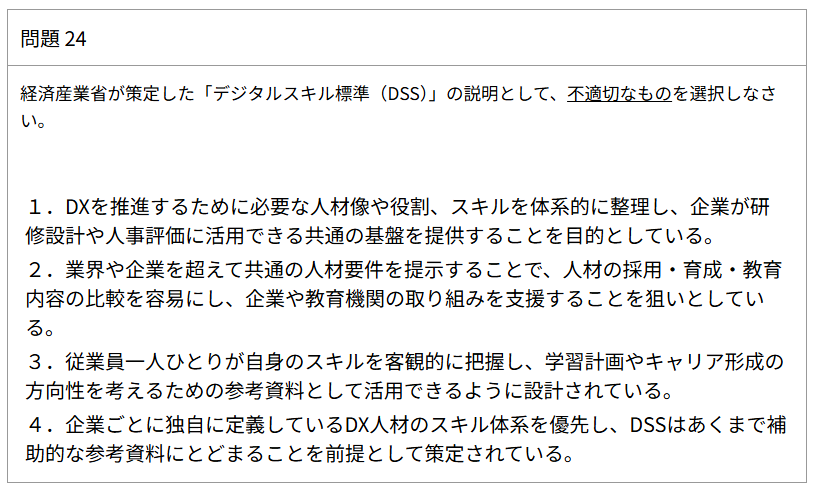 問題 24
経済産業省が策定した「デジタルスキル標準（DSS）」の説明として、不適切なものを選択しなさ
い。
１．DXを推進するために必要な人材像や役割、スキルを体系的に整理し、企業が研
修設計や人事評価に活用できる共通の基盤を提供することを目的としている。
２．業界や企業を超えて共通の人材要件を提示することで、人材の採用・育成・教育
内容の比較を容易にし、企業や教育機関の取り組みを支援することを狙いとしてい
る。
３．従業員一人ひとりが自身のスキルを客観的に把握し、学習計画やキャリア形成の
方向性を考えるための参考資料として活用できるように設計されている。
４．企業ごとに独自に定義しているDX人材のスキル体系を優先し、DSSはあくまで補
助的な参考資料にとどまることを前提として策定されている。